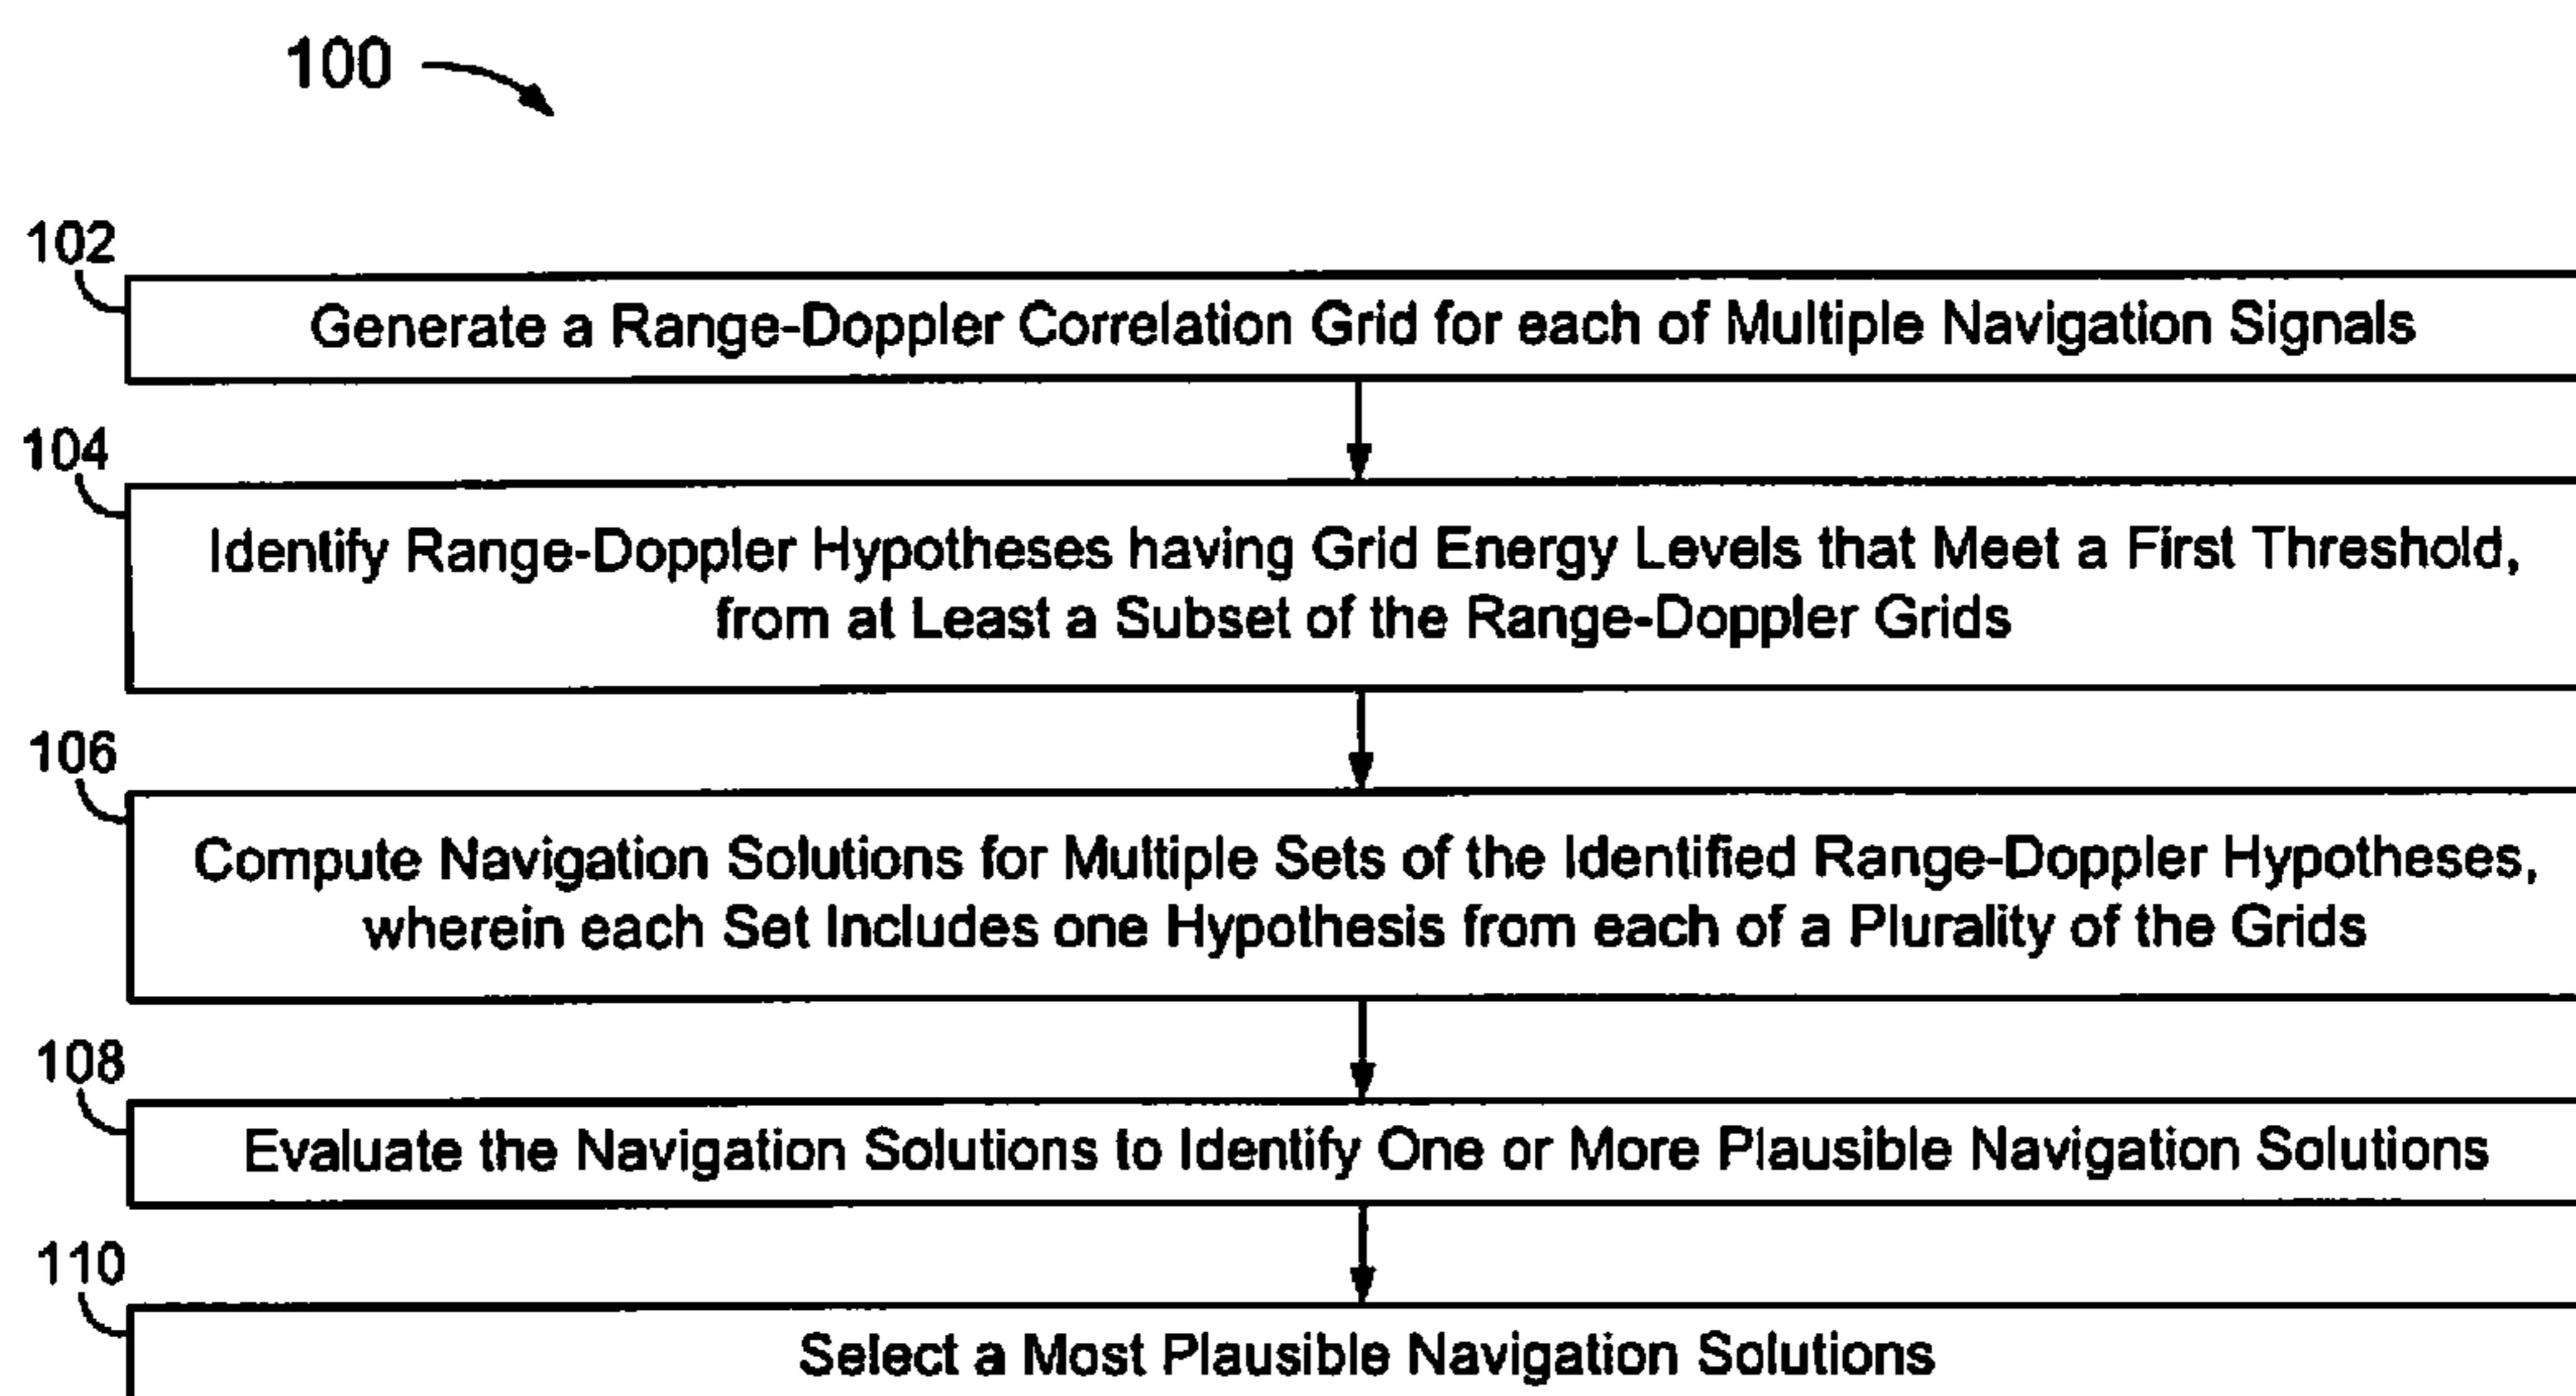 100
102
Generate a Range-Doppler Correlation Grid for each of Multiple Navigation Signals
104
Identify Range-Doppler Hypotheses having Grid Energy Levels that Meet a First Threshold,
from at Least a Subset of the Range-Doppler Grids
106
Compute Navigation Solutions for Multiple Sets of the Identified Range-Doppler Hypotheses,
wherein each Set Includes one Hypothesis from each of a Plurality of the Grids
108
Evaluate the Navigation Solutions to Identify One or More Plausible Navigation Solutions
110
Select a Most Plausible Navigation Solutions